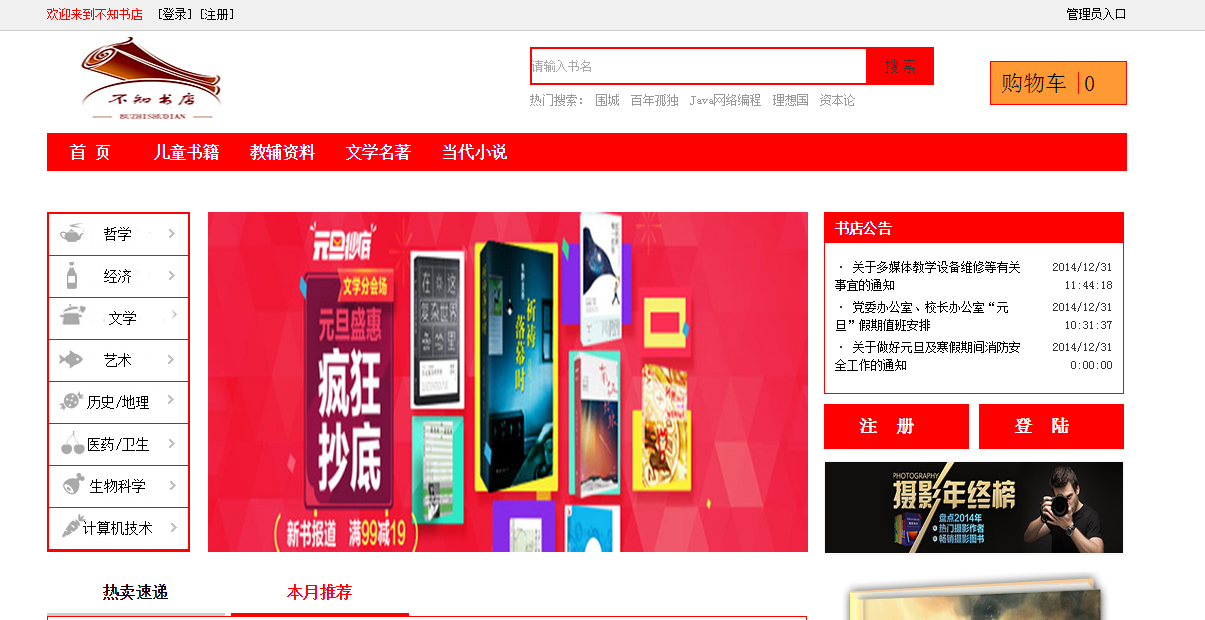 欢迎来到不知书店 [登录] [注册]
管理员入口
不知书店
BUZHISHUDIAN
请输入书名
搜 索
热门搜索： 围城 百年孤独 Java网络编程 理想国 资本论
购物车 |0
首 页 儿童书籍 教辅资料 文学名著 当代小说
哲学
经济
文学
艺术
历史/地理
医药/卫生
生物科学
计算机技术
元旦抄底
文学分会场
元旦盛惠
疯狂
抄底
新书报道 满99减19
祈祷
落幕时
书店公告
· 关于多媒体教学设备维修等有关
事宜的通知
2014/12/31
11:44:18
· 党委办公室、校长办公室“元
旦”假期值班安排
2014/12/31
10:31:37
· 关于做好元旦及寒假期间消防安
全工作的通知
2014/12/31
0:00:00
注 册
登 陆
PHOTOGRAPHY
摄影年终榜
盘点2014年
热门摄影作者
畅销摄影图书
热卖速递
本月推荐